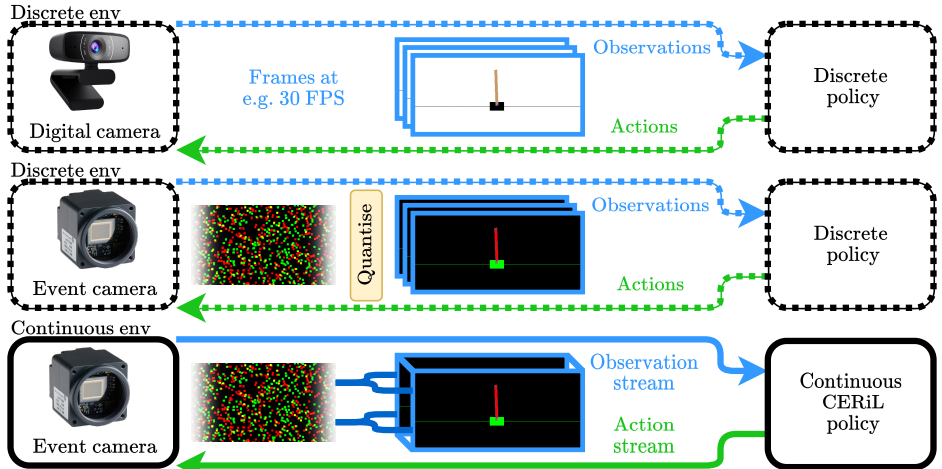 Discrete env
Digital camera
Frames at
e.g. 30 FPS
Observations
Actions
Discrete
policy
Discrete env
Event camera
Quantise
Observations
Actions
Discrete
policy
Continuous env
Event camera
Observation
stream
Action
stream
Continuous
CERiL
policy